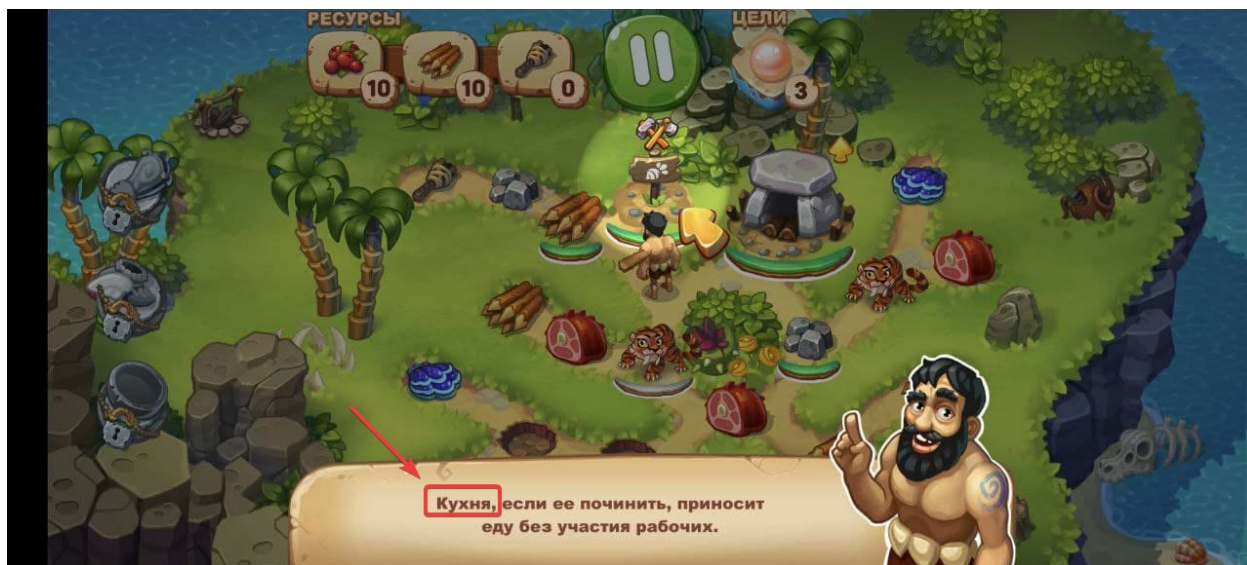 РЕСУРСЫ
ЦЕЛИ
10
10
0
3
Кухня, если ее починить, приносит
еду без участия рабочих.